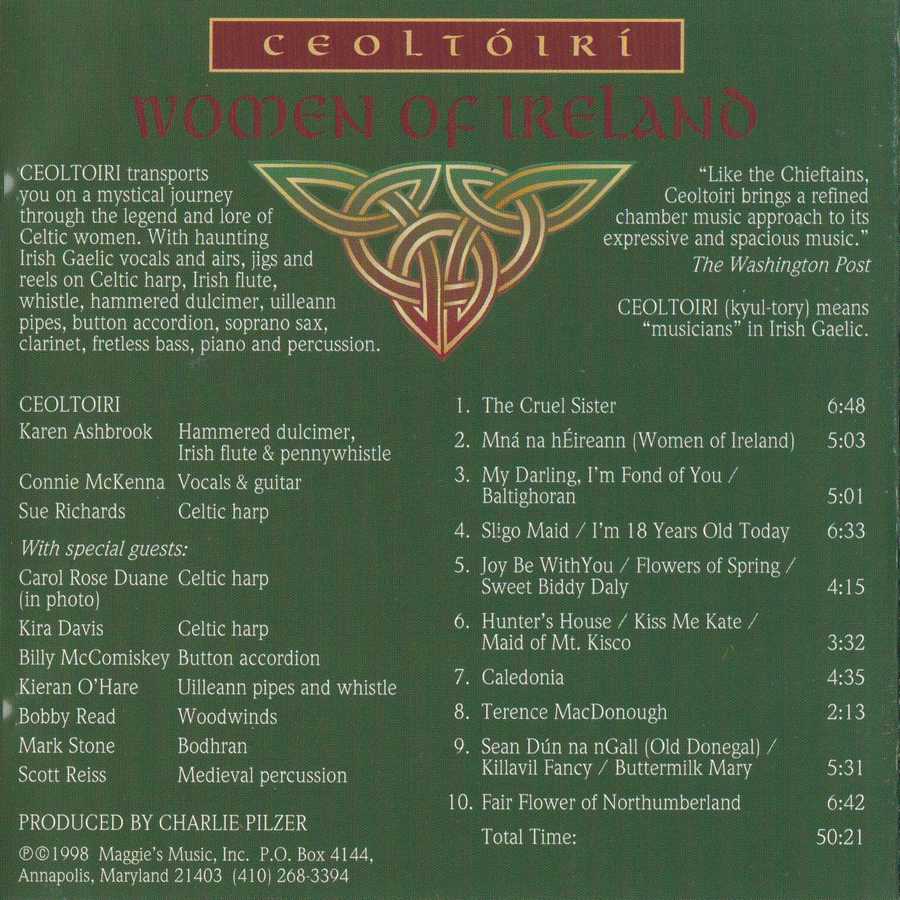 CEOLTÓIRÍ
WOMEN OF IRELAND
CEOLTOIRI transports
you on a mystical journey
through the legend and lore of
Celtic women. With haunting
Irish Gaelic vocals and airs, jigs and
reels on Celtic harp, Irish flute,
whistle, hammered dulcimer, uilleann
pipes, button accordion, soprano sax,
clarinet, fretless bass, piano and percussion.
“Like the Chieftains,
Ceoltoiri brings a refined
chamber music approach to its
expressive and spacious music.”
The Washington Post
CEOLTOIRI (kyul-tory) means
“musicians” in Irish Gaelic.
CEOLTOIRI
Karen Ashbrook Hammered dulcimer,
Irish flute & pennywhistle
Connie McKenna Vocals & guitar
Sue Richards Celtic harp
With special guests:
Carol Rose Duane Celtic harp
(in photo)
Kira Davis Celtic harp
Billy McComiskey Button accordion
Kieran O'Hare Uilleann pipes and whistle
Bobby Read Woodwinds
Mark Stone Bodhran
Scott Reiss Medieval percussion
PRODUCED BY CHARLIE PILZER
℗©1998 Maggie's Music, Inc. P.O. Box 4144,
Annapolis, Maryland 21403 (410) 268-3394
1. The Cruel Sister 6:48
2. Mná na hÉireann (Women of Ireland) 5:03
3. My Darling, I'm Fond of You /
Baltighoran 5:01
4. Sligo Maid / I'm 18 Years Old Today 6:33
5. Joy Be WithYou / Flowers of Spring /
Sweet Biddy Daly 4:15
6. Hunter's House / Kiss Me Kate /
Maid of Mt. Kisco 3:32
7. Caledonia 4:35
8. Terence MacDonough 2:13
9. Sean Dún na nGall (Old Donegal) /
Killavil Fancy / Buttermilk Mary 5:31
10. Fair Flower of Northumberland 6:42
Total Time: 50:21